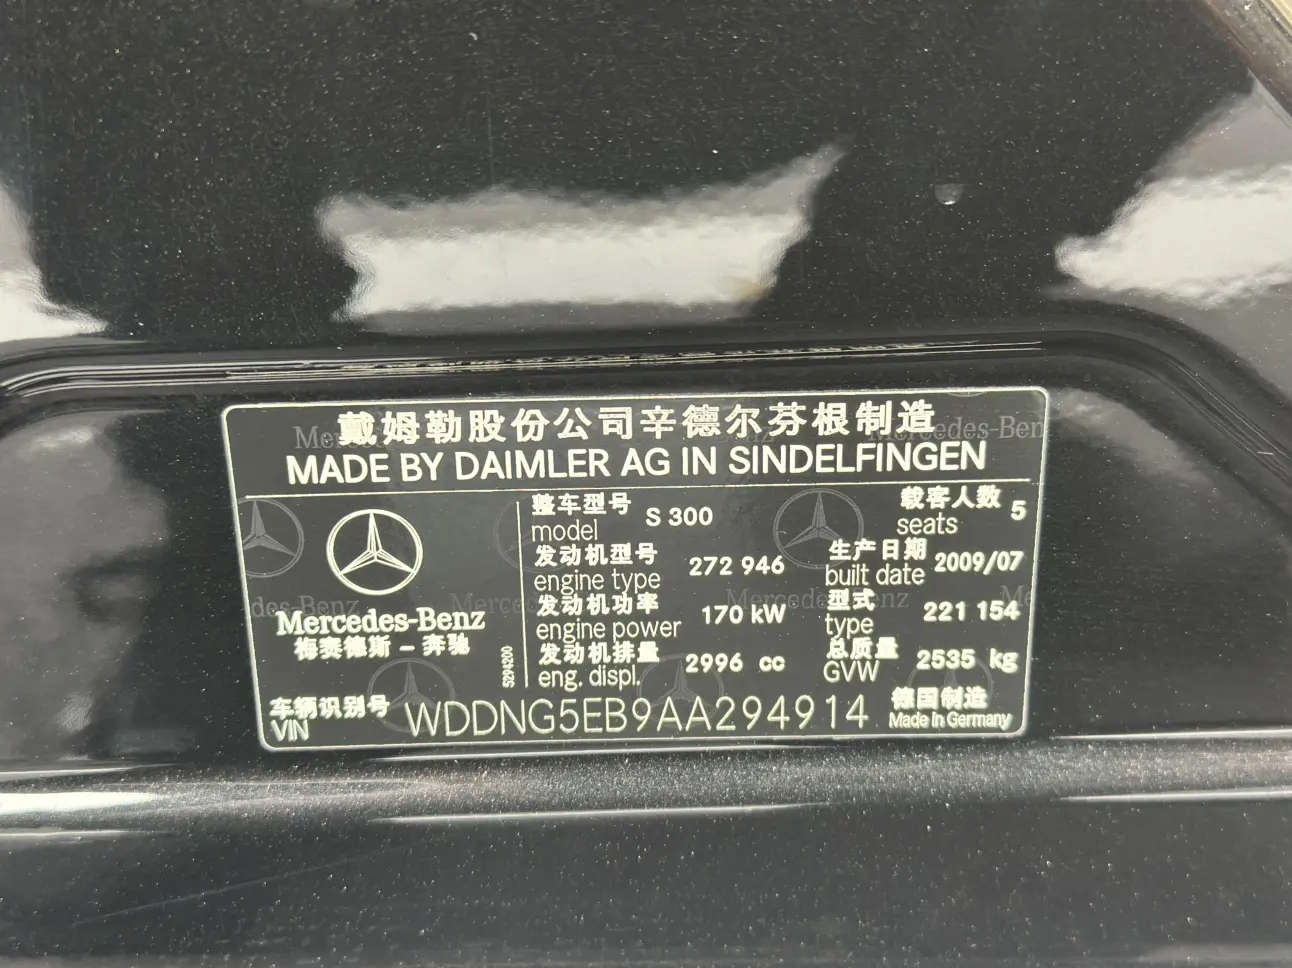 戴姆勒股份公司辛德尔芬根制造
MADE BY DAIMLER AG IN SINDELFINGEN
Mercedes-Benz
梅赛德斯 – 奔驰
S294200
整车型号
model S 300
发动机型号
engine type 272 946
发动机功率
engine power 170 kW
发动机排量
eng. displ. 2996 cc
载客人数
seats 5
生产日期
built date 2009/07
型式
type 221 154
总质量
GVW 2535 kg
车辆识别号
VIN WDDNG5EB9AA294914
德国制造
Made In Germany